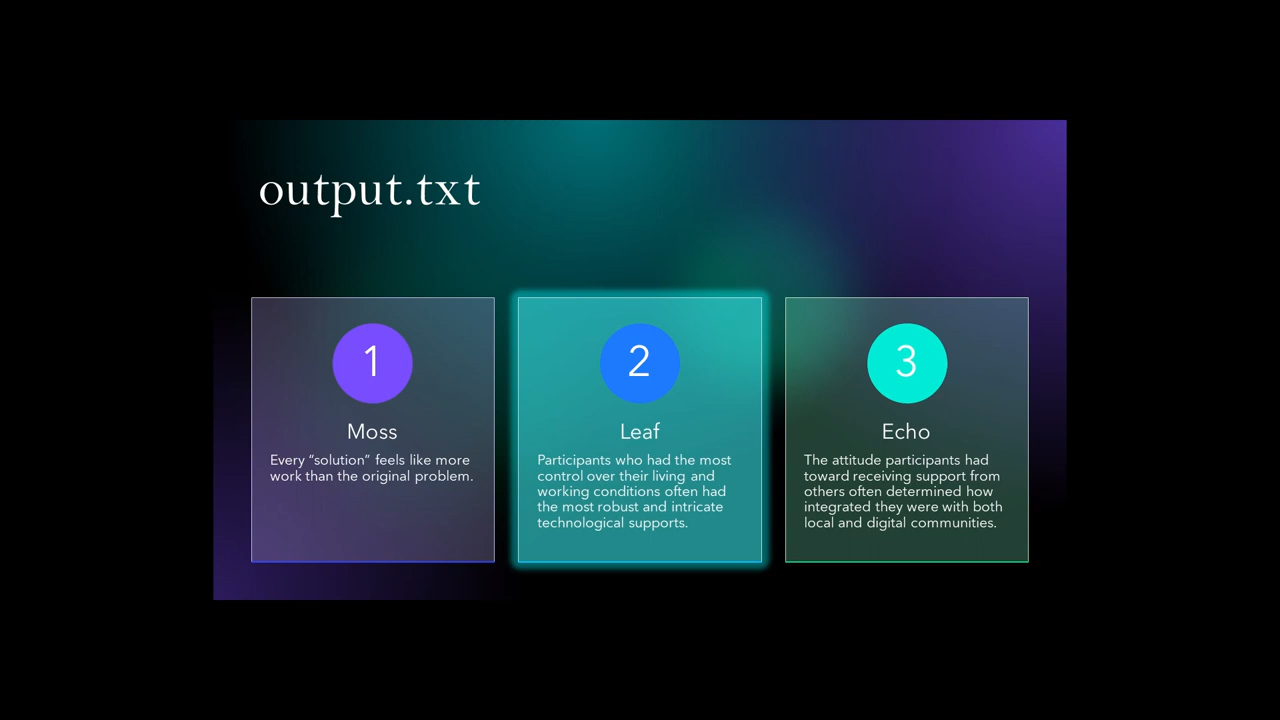 output.txt
1
Moss
Every “solution” feels like more
work than the original problem.
2
Leaf
Participants who had the most
control over their living and
working conditions often had
the most robust and intricate
technological supports.
3
Echo
The attitude participants had
toward receiving support from
others often determined how
integrated they were with both
local and digital communities.